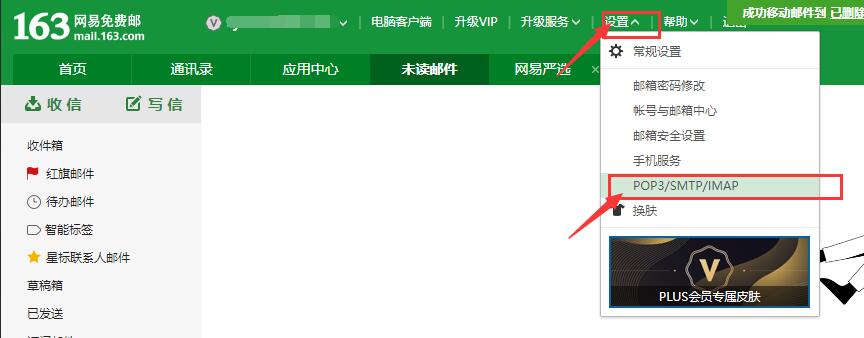 163 网易免费邮
mail.163.com
电脑客户端
升级VIP
升级服务
设置
帮助
成功移动邮件到 已删除
首页
通讯录
应用中心
未读邮件
网易严选
收信
写信
收件箱
红旗邮件
待办邮件
智能标签
星标联系人邮件
草稿箱
已发送
常规设置
邮箱密码修改
帐号与邮箱中心
邮箱安全设置
手机服务
POP3/SMTP/IMAP
换肤
V
PLUS会员专属皮肤